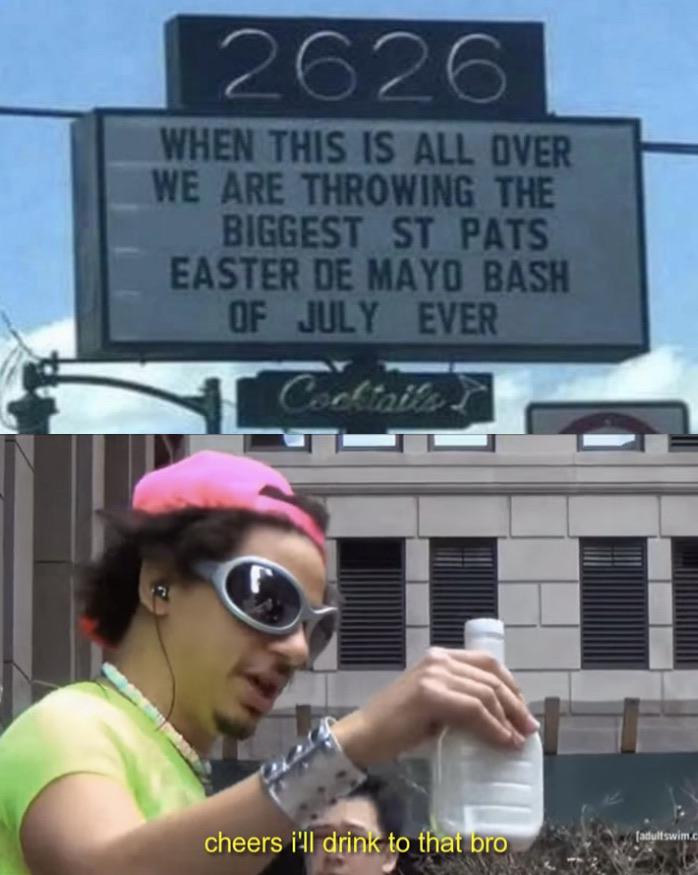 2626
WHEN THIS IS ALL OVER
WE ARE THROWING THE
BIGGEST ST PATS
EASTER DE MAYO BASH
OF JULY EVER
Cocktails
cheers i'll drink to that bro
[adultswim.c